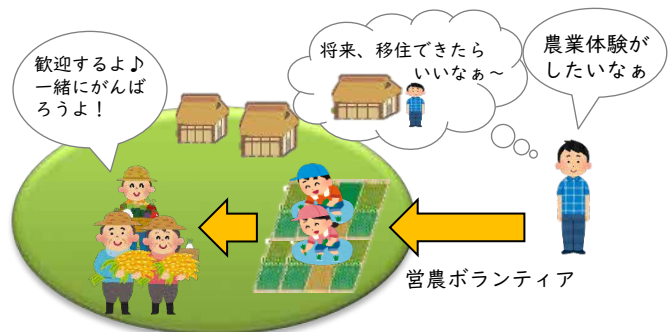 歓迎するよ♪
一緒にがんば
ろうよ！
将来、移住できたら
いいなぁ～
農業体験が
したいなぁ
営農ボランティア